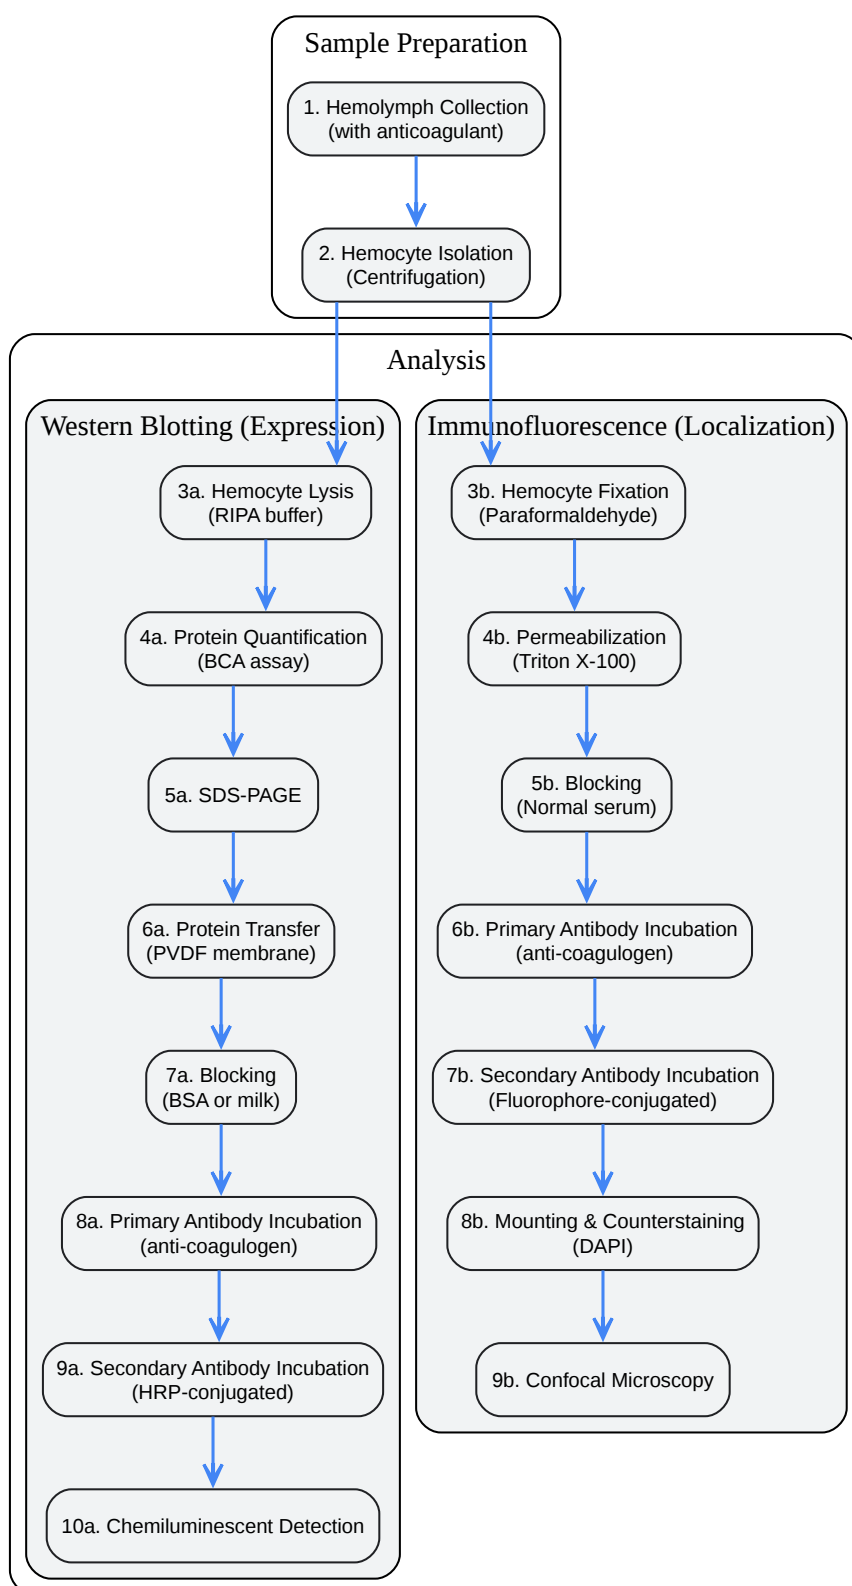 Sample Preparation
1. Hemolymph Collection
(with anticoagulant)
2. Hemocyte Isolation
(Centrifugation)
Analysis
Western Blotting (Expression)
3a. Hemocyte Lysis
(RIPA buffer)
4a. Protein Quantification
(BCA assay)
5a. SDS-PAGE
6a. Protein Transfer
(PVDF membrane)
7a. Blocking
(BSA or milk)
8a. Primary Antibody Incubation
(anti-coagulogen)
9a. Secondary Antibody Incubation
(HRP-conjugated)
10a. Chemiluminescent Detection
Immunofluorescence (Localization)
3b. Hemocyte Fixation
(Paraformaldehyde)
4b. Permeabilization
(Triton X-100)
5b. Blocking
(Normal serum)
6b. Primary Antibody Incubation
(anti-coagulogen)
7b. Secondary Antibody Incubation
(Fluorophore-conjugated)
8b. Mounting & Counterstaining
(DAPI)
9b. Confocal Microscopy